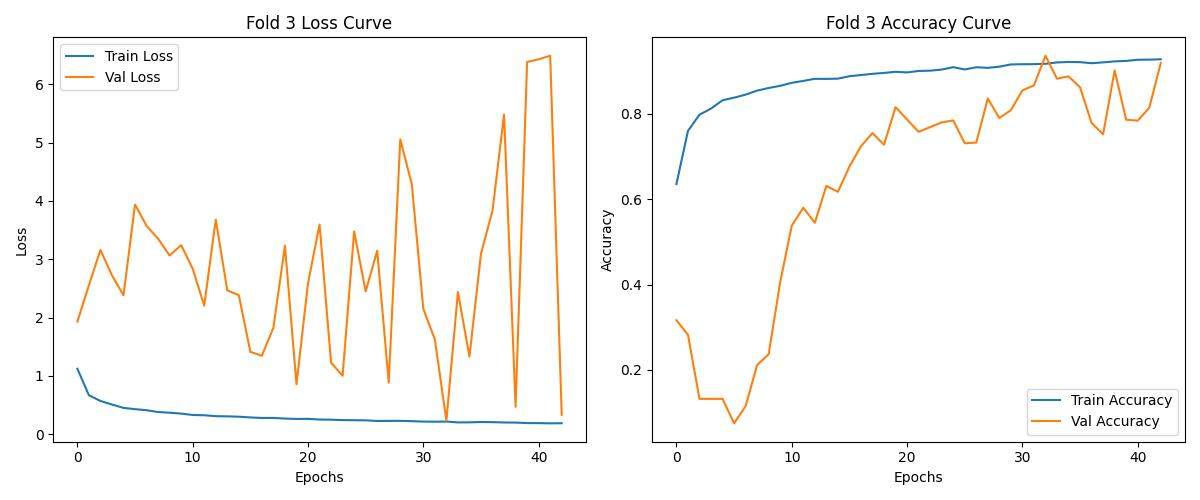 Fold 3 Loss Curve
Train Loss
Val Loss
6
5
4
3
2
1
0
Loss
0 10 20 30 40
Epochs
Fold 3 Accuracy Curve
0.8
0.6
0.4
0.2
Accuracy
Train Accuracy
Val Accuracy
0 10 20 30 40
Epochs